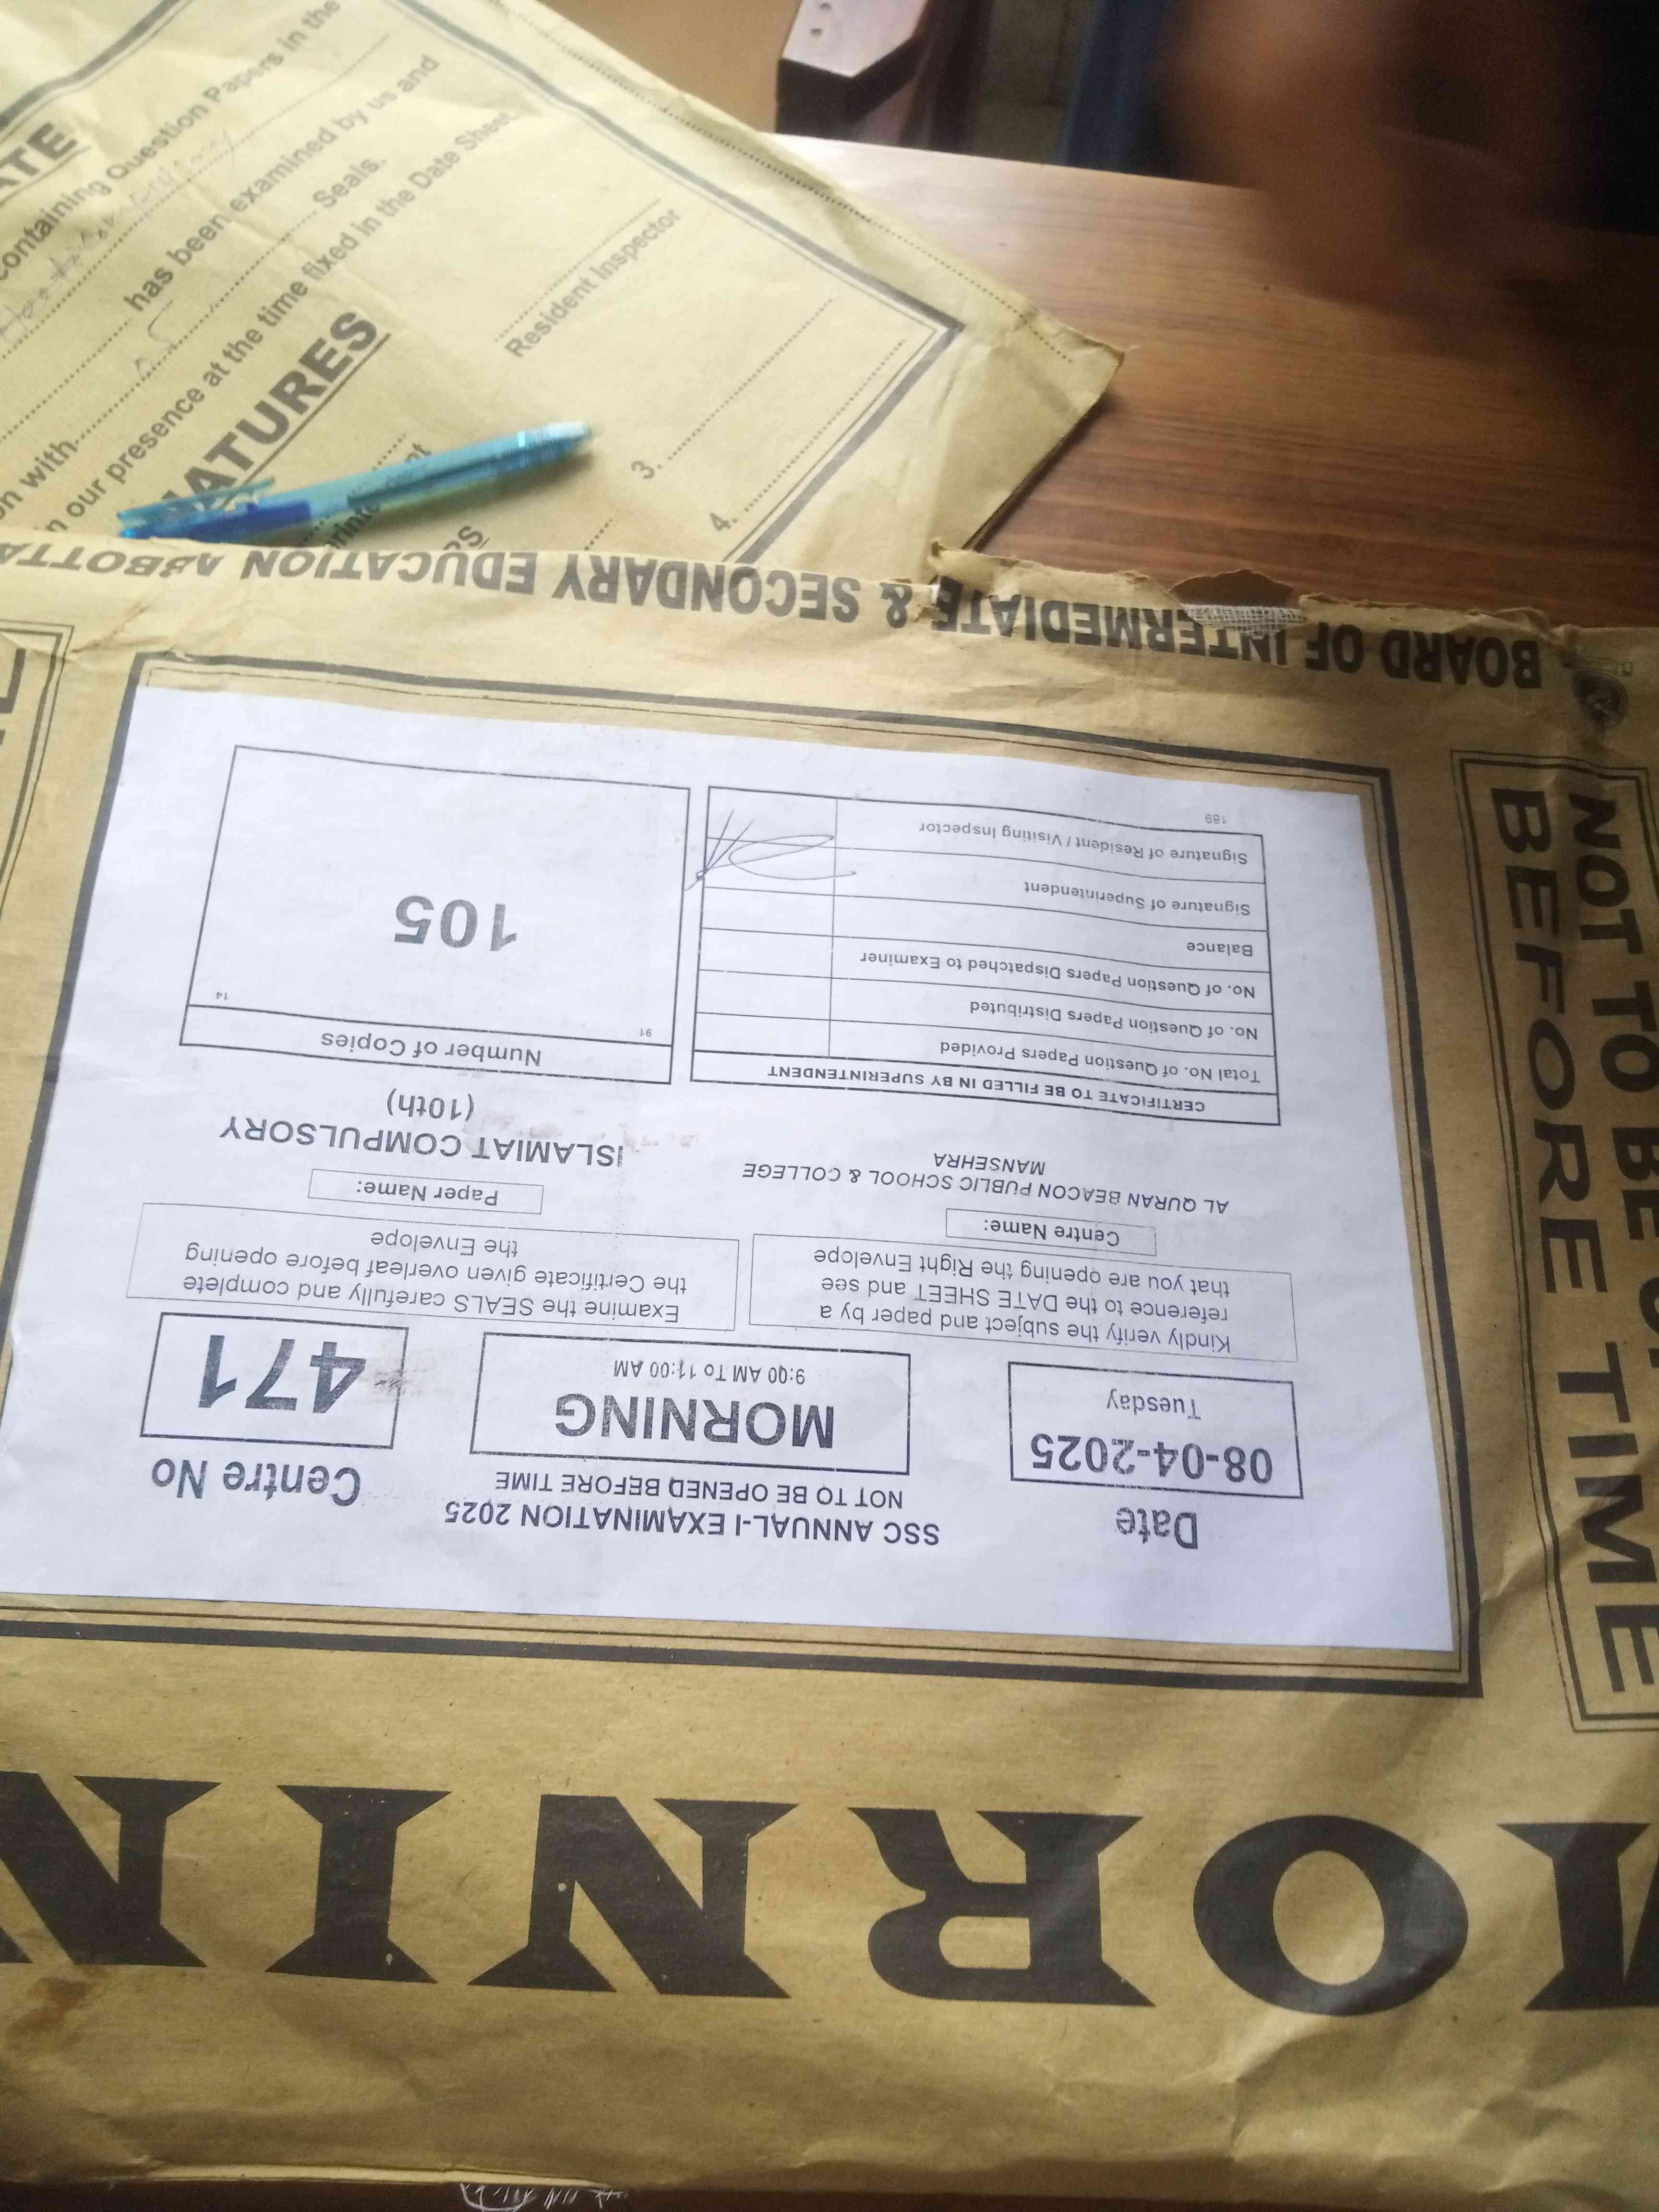 MORNIN
NOT TO BE
BEFORE TIME
SSC ANNUAL-I EXAMINATION 2025
NOT TO BE OPENED BEFORE TIME
Date
08-04-2025
Tuesday
MORNING
9:00 AM To 11:00 AM
Centre No
471
Kindly verify the subject and paper by a
reference to the DATE SHEET and see
that you are opening the Right Envelope
Examine the SEALS carefully and complete
the Certificate given overleaf before opening
the Envelope
Centre Name:
AL QURAN BEACON PUBLIC SCHOOL & COLLEGE
MANSEHRA
Paper Name:
ISLAMIAT COMPULSORY
(10th)
CERTIFICATE TO BE FILLED IN BY SUPERINTENDENT
Total No. of Question Papers Provided
No. of Question Papers Distributed
No. of Question Papers Dispatched to Examiner
Balance
Signature of Superintendent
Signature of Resident / Visiting Inspector
189
Number of Copies
91
14
105
BOARD OF INTERMEDIATE & SECONDARY EDUCATION ABBOTTA
containing Question Papers in the
has been examined by us and
with 05 Seals.
our presence at the time fixed in the Date Sheet.
NATURES
Resident Inspector
3.
4.